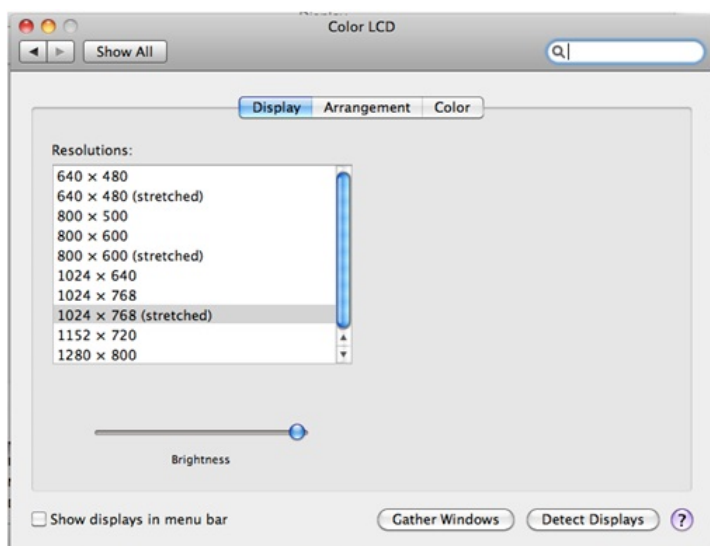 Color LCD
Show All
Display Arrangement Color
Resolutions:
640 × 480
640 × 480 (stretched)
800 × 500
800 × 600
800 × 600 (stretched)
1024 × 640
1024 × 768
1024 × 768 (stretched)
1152 × 720
1280 × 800
Brightness
Show displays in menu bar
Gather Windows Detect Displays ?